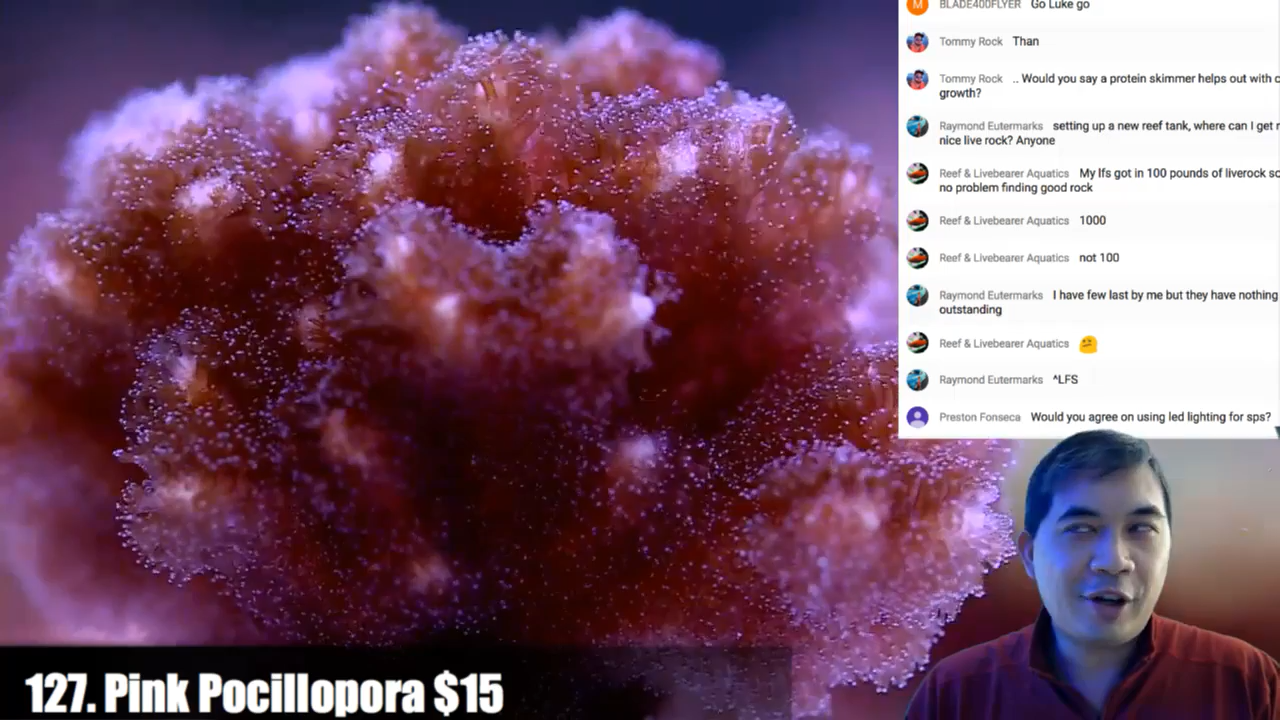 BLADE400FLYER Go Luke go
Tommy Rock Than
Tommy Rock .. Would you say a protein skimmer helps out with
growth?
Raymond Eutermarks setting up a new reef tank, where can I get
nice live rock? Anyone
Reef & Livebearer Aquatics My lfs got in 100 pounds of liverock
no problem finding good rock
Reef & Livebearer Aquatics 1000
Reef & Livebearer Aquatics not 100
Raymond Eutermarks I have few last by me but they have nothing
outstanding
Reef & Livebearer Aquatics
Raymond Eutermarks ^LFS
Preston Fonseca Would you agree on using led lighting for sps?
127. Pink Pocillopora $15